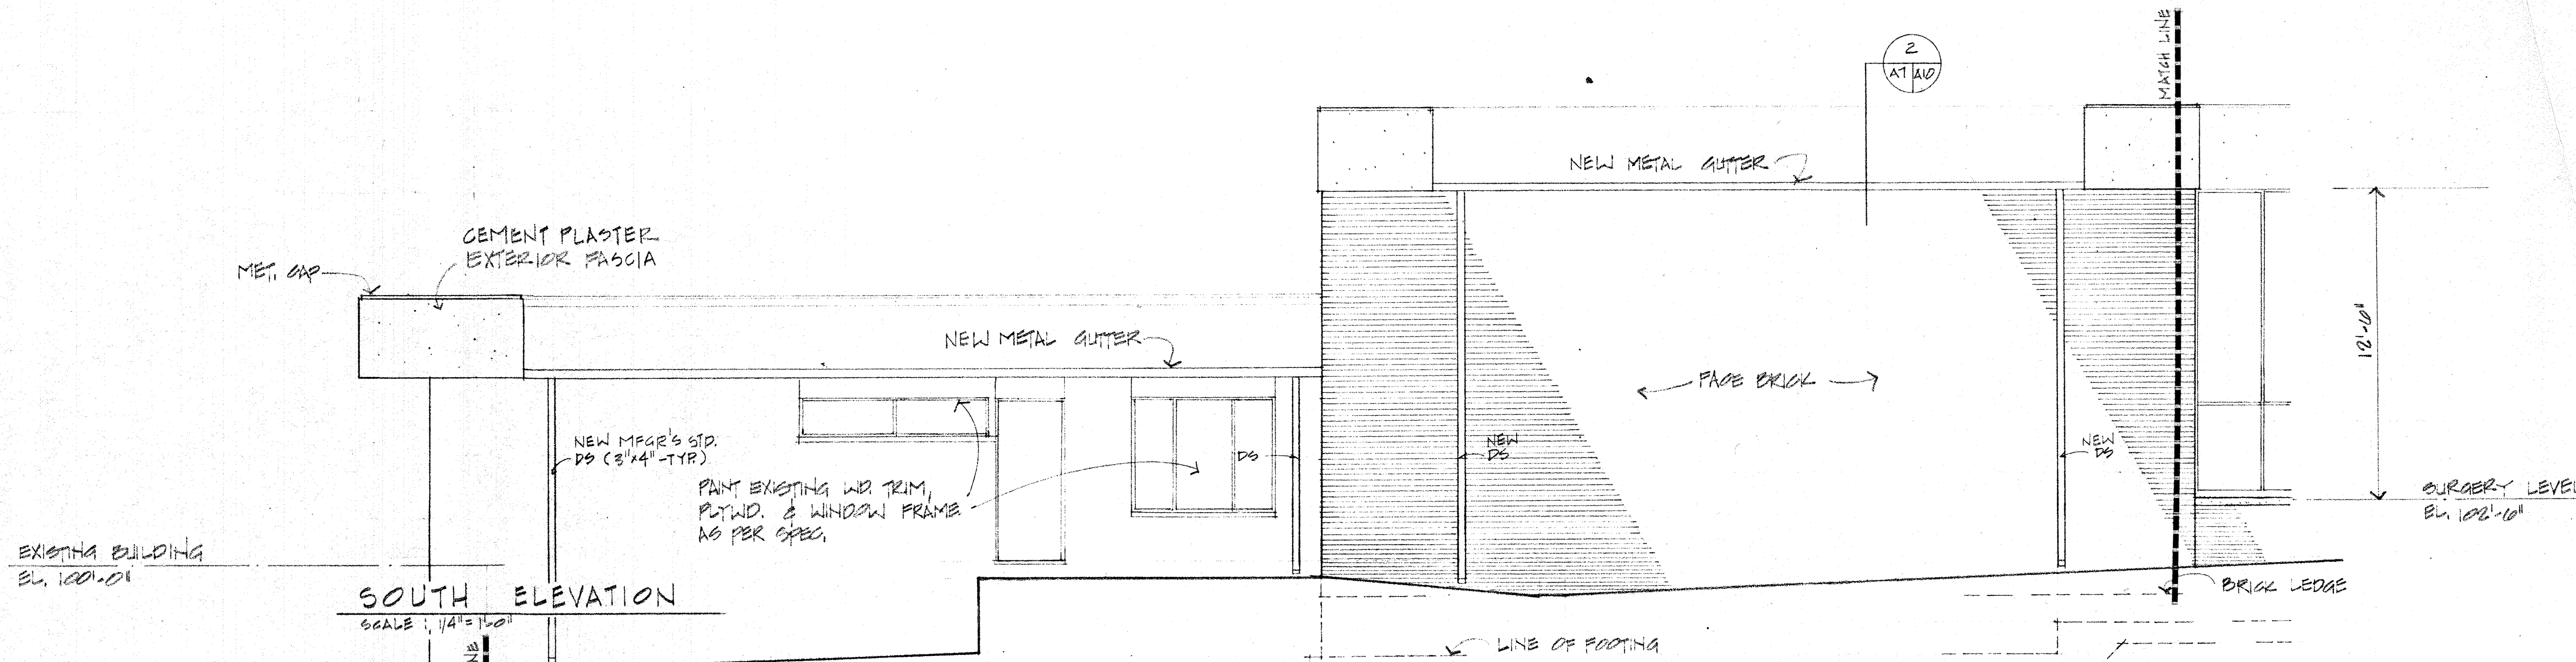 MATCH LINE
2
A7 A10
NEW METAL GUTTER
CEMENT PLASTER
EXTERIOR FASCIA
MET. CAP
NEW METAL GUTTER
12'-0"
FACE BRICK
NEW MFGR'S STD.
DS (3"x4"-TYP.)
DS
NEW
DS
NEW
DS
PAINT EXISTING WD. TRIM,
PLYWD. & WINDOW FRAME
AS PER SPEC.
SURGERY LEVEL
EL. 102'-6"
EXISTING BUILDING
EL. 100'-0"
SOUTH ELEVATION
SCALE : 1/4"=1'-0"
BRICK LEDGE
LINE OF FOOTING
NE